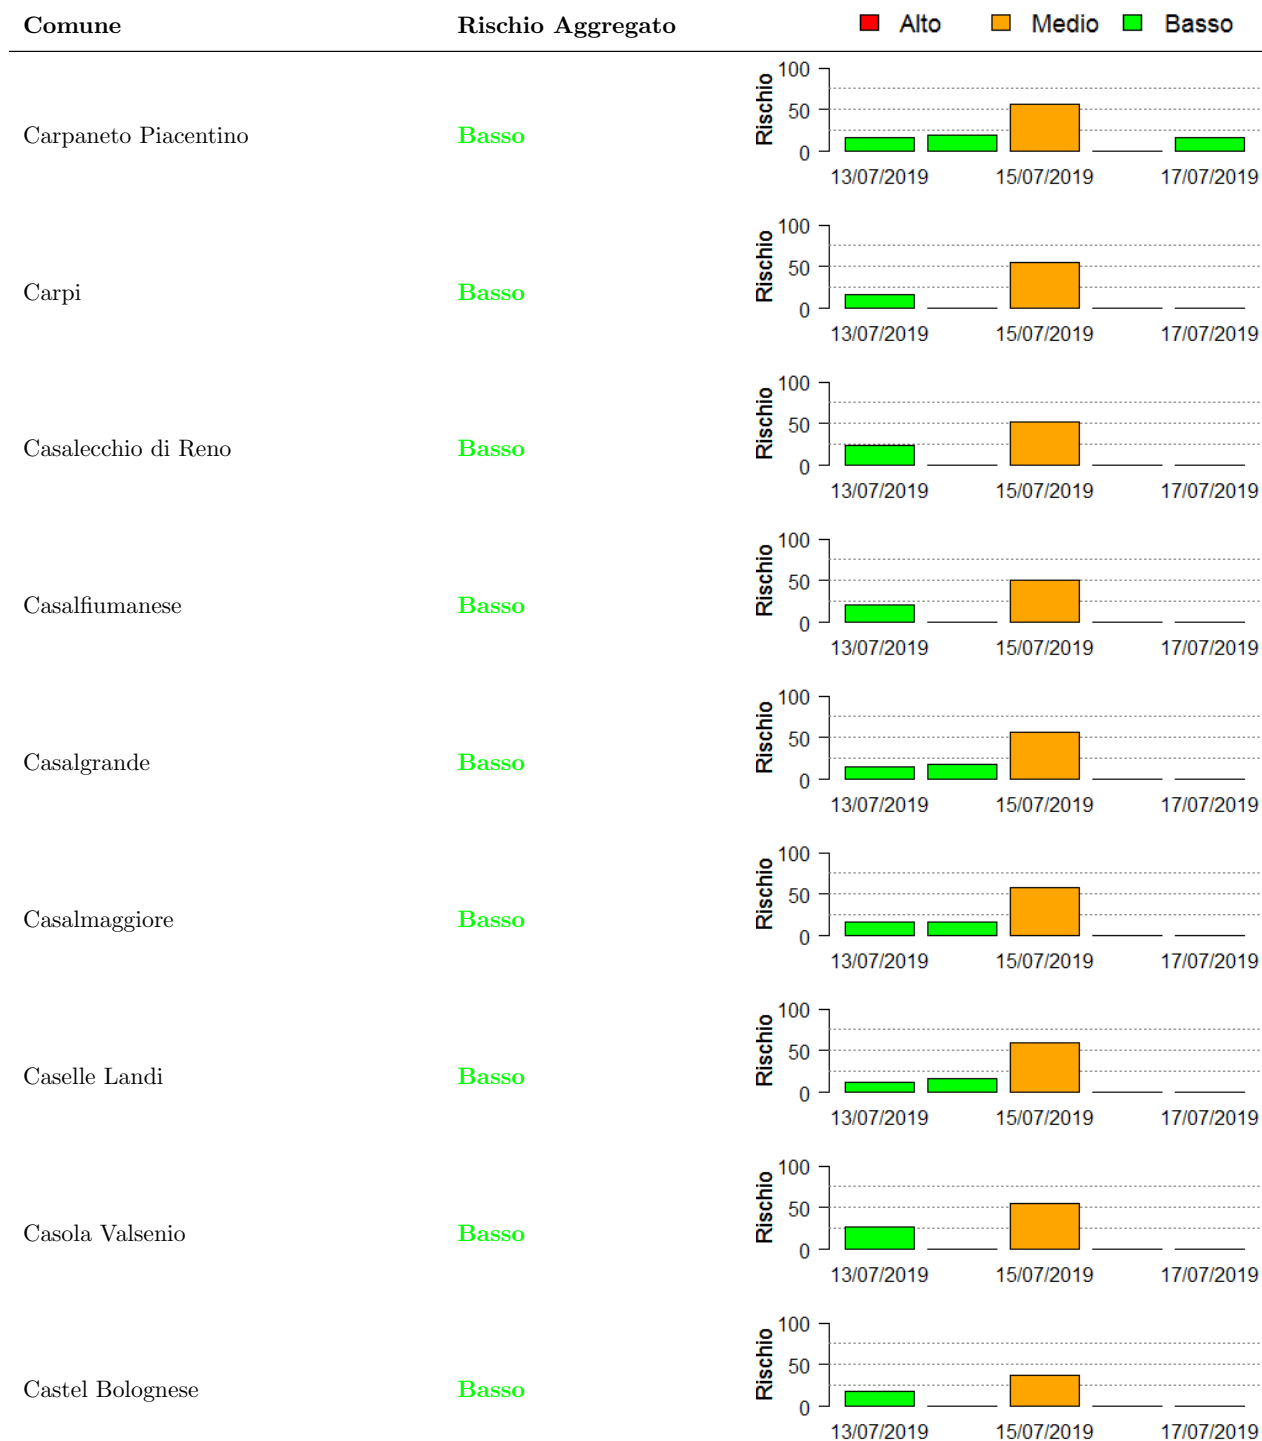 Comune Rischio Aggregato Alto Medio Basso
100
50
0
Rischio
Carpaneto Piacentino Basso
13/07/2019 15/07/2019 17/07/2019
100
50
0
Rischio
Carpi Basso
13/07/2019 15/07/2019 17/07/2019
100
50
0
Rischio
Casalecchio di Reno Basso
13/07/2019 15/07/2019 17/07/2019
100
50
0
Rischio
Casalfiumanese Basso
13/07/2019 15/07/2019 17/07/2019
100
50
0
Rischio
Casalgrande Basso
13/07/2019 15/07/2019 17/07/2019
100
50
0
Rischio
Casalmaggiore Basso
13/07/2019 15/07/2019 17/07/2019
100
50
0
Rischio
Caselle Landi Basso
13/07/2019 15/07/2019 17/07/2019
100
50
0
Rischio
Casola Valsenio Basso
13/07/2019 15/07/2019 17/07/2019
100
50
0
Rischio
Castel Bolognese Basso
13/07/2019 15/07/2019 17/07/2019